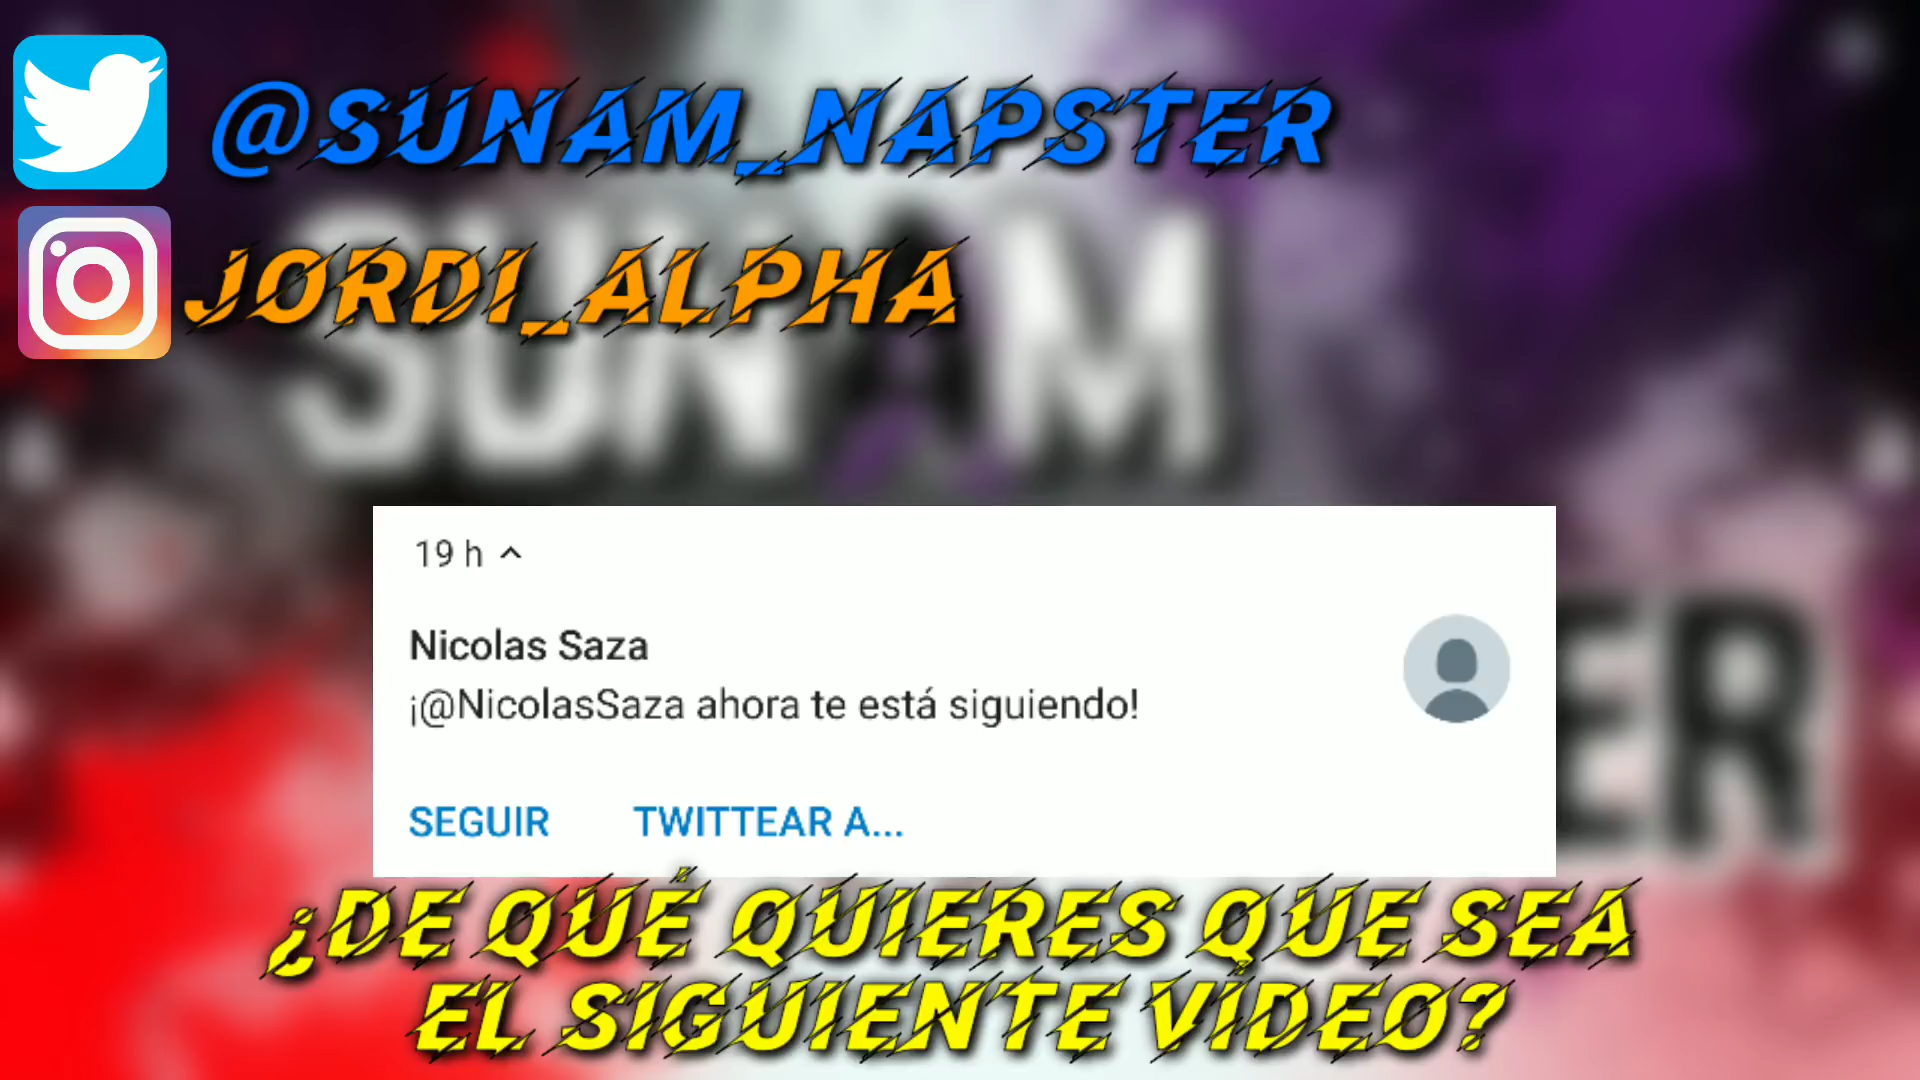 @SUNAM_NAPSTER
JORDI_ALPHA
SUNAM
19 h
Nicolas Saza
¡@NicolasSaza ahora te está siguiendo!
SEGUIR TWITTEAR A...
¿DE QUÉ QUIERES QUE SEA
EL SIGUIENTE VÍDEO?